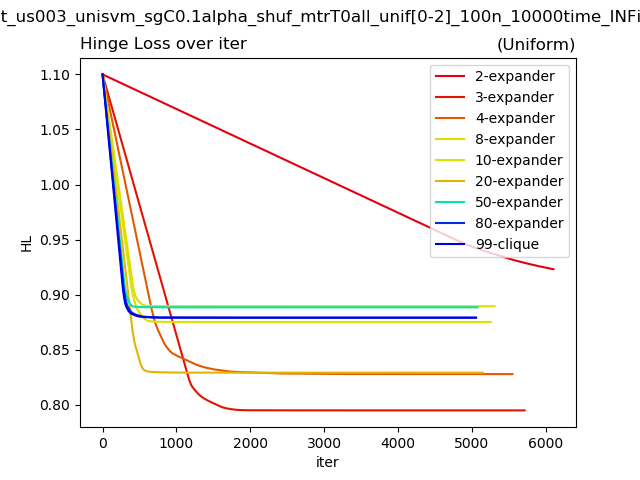 t_us003_unisvm_sgC0.1alpha_shuf_mtrT0all_unif[0-2]_100n_10000time_INFi
Hinge Loss over iter (Uniform)
1.10
1.05
1.00
0.95
0.90
0.85
0.80
HL
2-expander
3-expander
4-expander
8-expander
10-expander
20-expander
50-expander
80-expander
99-clique
0 1000 2000 3000 4000 5000 6000
iter